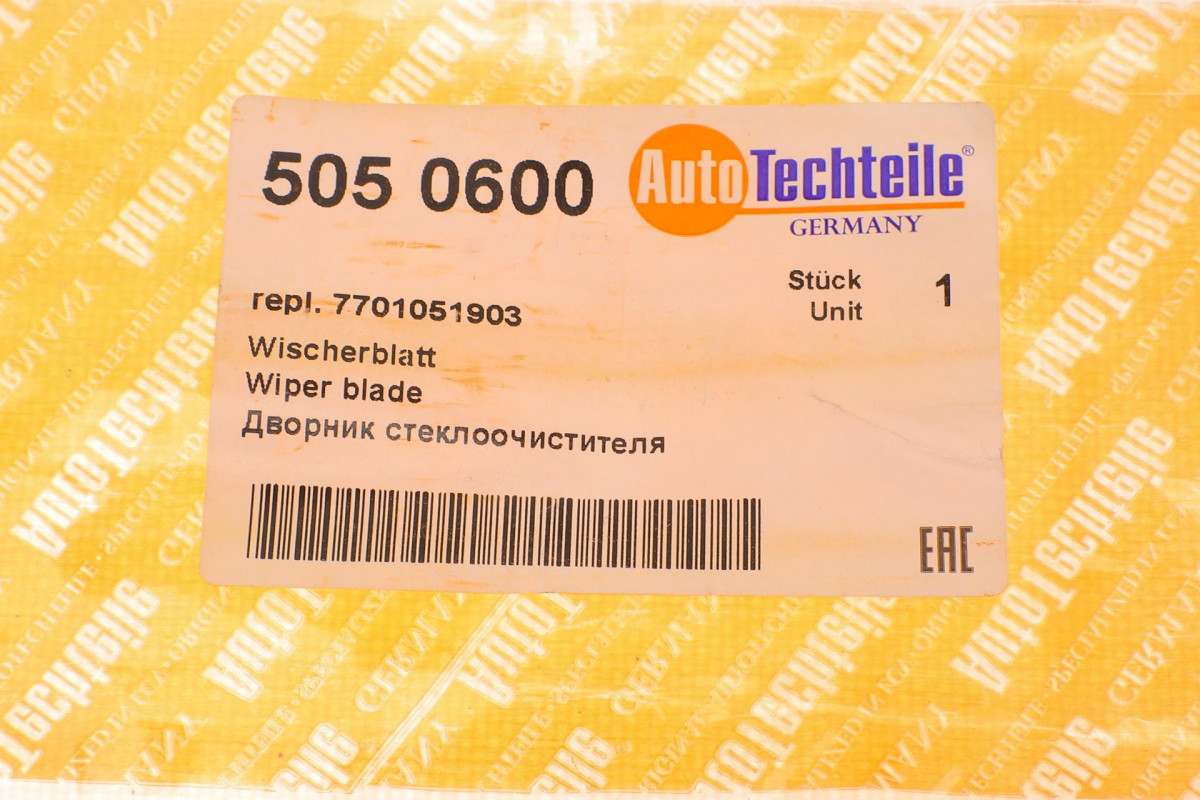 505 0600
AutoTechteile®
GERMANY
Stück 1
Unit
repl. 7701051903
Wischerblatt
Wiper blade
Дворник стеклоочистителя
EAC